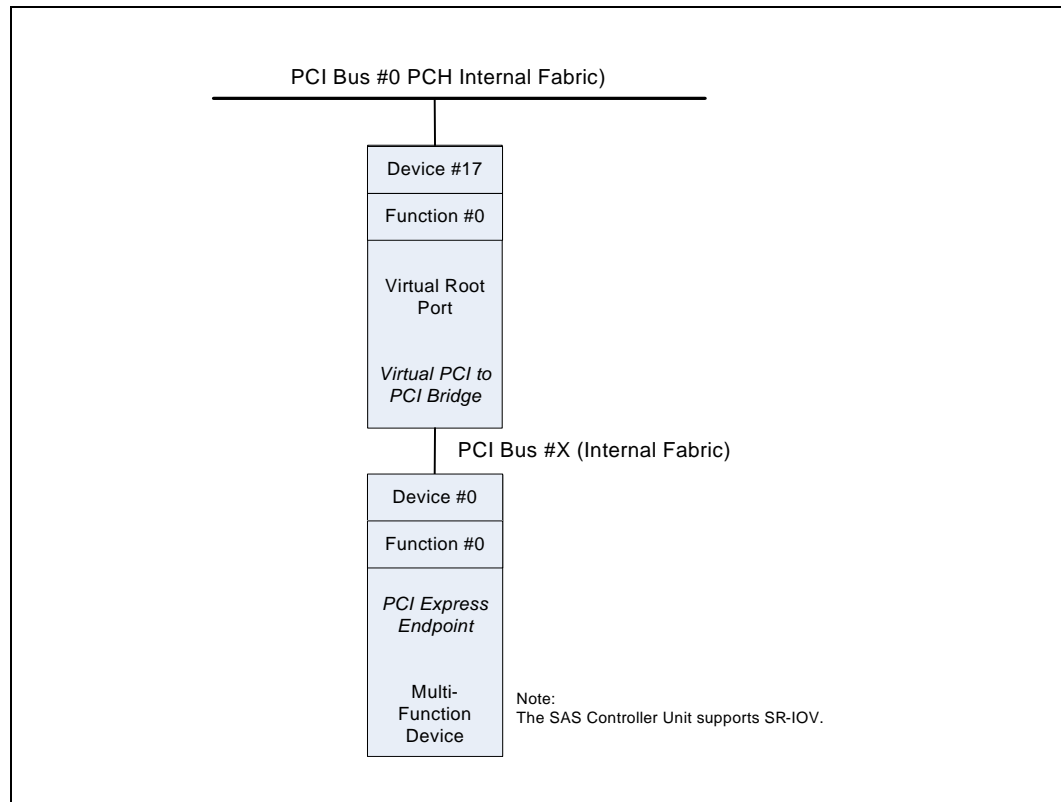 PCI Bus #0 PCH Internal Fabric)
Device #17
Function #0
Virtual Root
Port
Virtual PCI to
PCI Bridge
PCI Bus #X (Internal Fabric)
Device #0
Function #0
PCI Express
Endpoint
Multi-
Function
Device
Note:
The SAS Controller Unit supports SR-IOV.